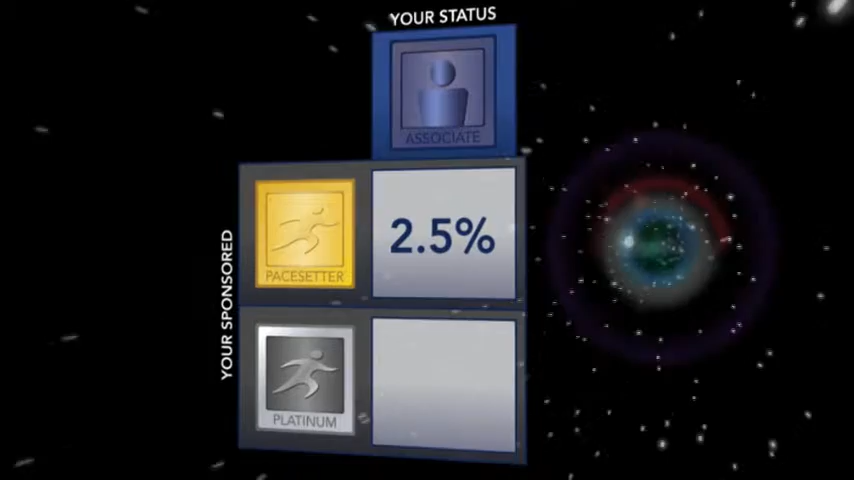 YOUR STATUS
ASSOCIATE
YOUR SPONSORED
PACESETTER
2.5%
PLATINUM